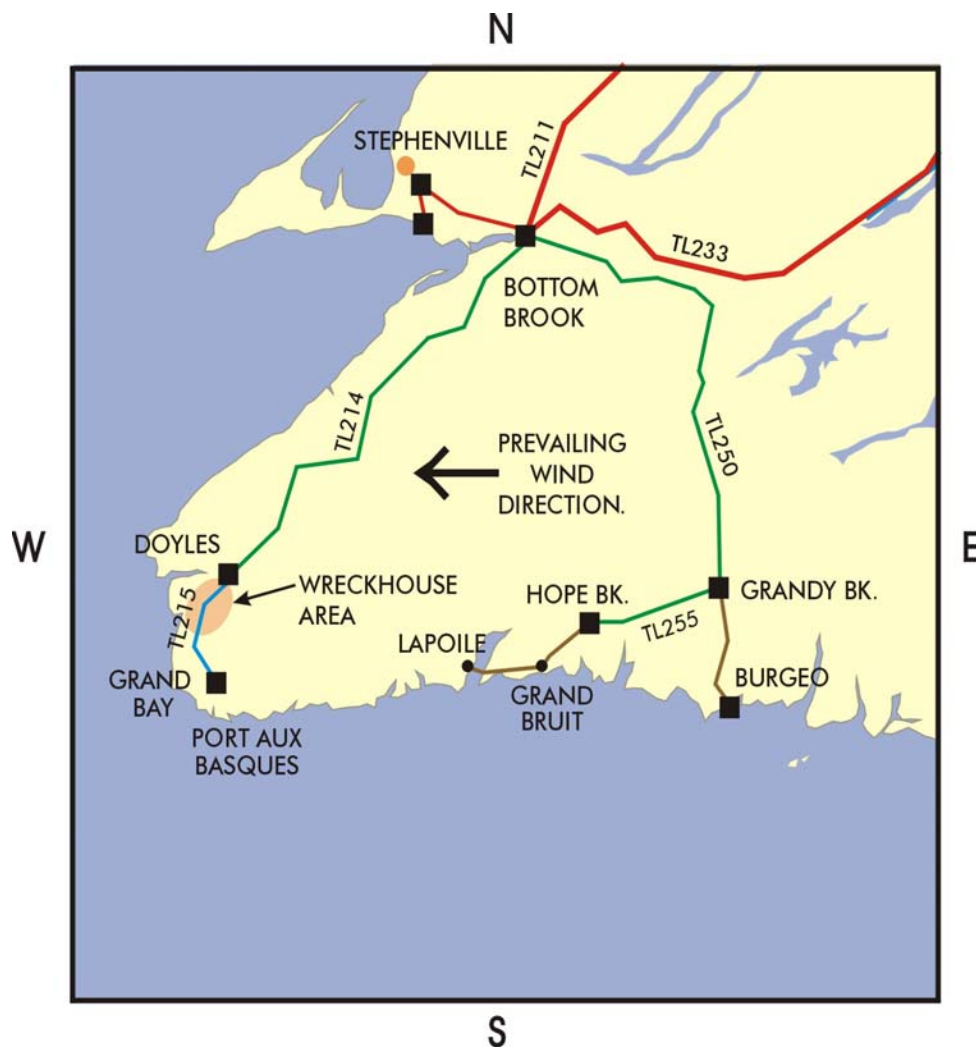 N
STEPHENVILLE
TL211
TL233
BOTTOM
BROOK
TL214
TL250
PREVAILING
WIND
DIRECTION.
W
E
DOYLES
WRECKHOUSE
AREA
TL215
HOPE BK.
GRANDY BK.
TL255
LAPOILE
GRAND
BAY
GRAND
BRUIT
BURGEO
PORT AUX
BASQUES
S